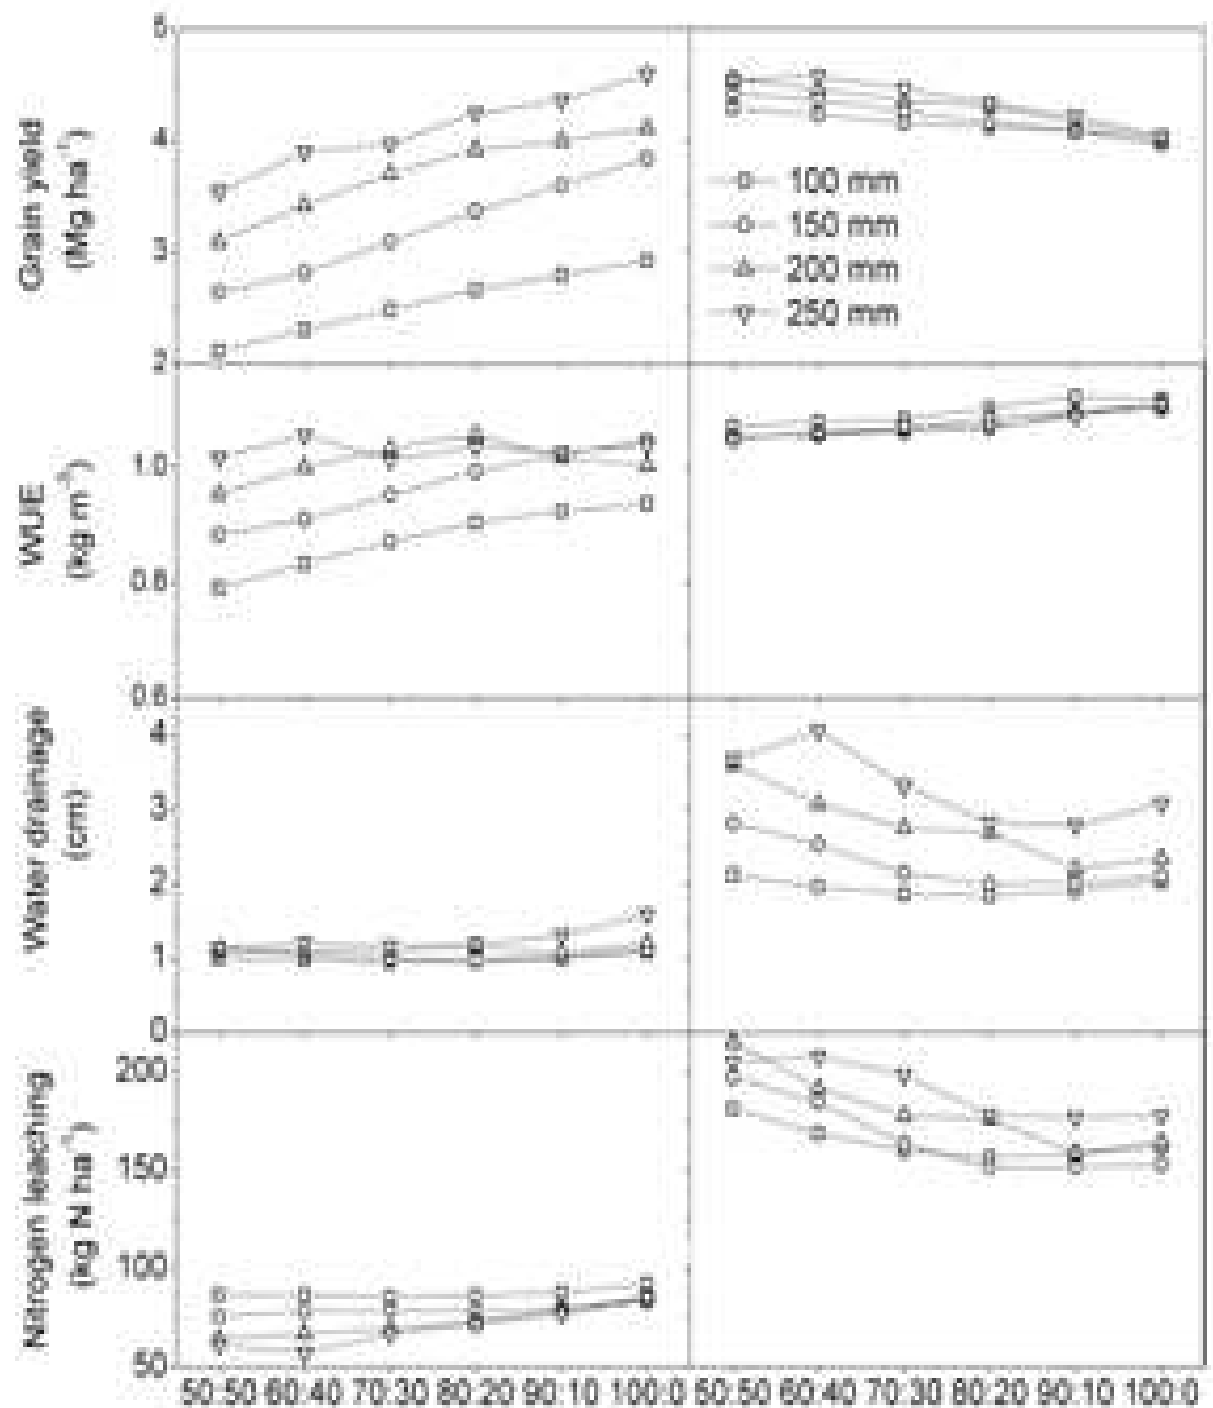 5
4
3
2
Grain yield
(Mg ha⁻¹)
100 mm
150 mm
200 mm
250 mm
1.0
0.8
0.6
WUE
(kg m⁻³)
4
3
2
1
0
Water drainage
(cm)
200
150
100
50
Nitrogen leaching
(kg N ha⁻¹)
50:50 60:40 70:30 80:20 90:10 100:0 50:50 60:40 70:30 80:20 90:10 100:0